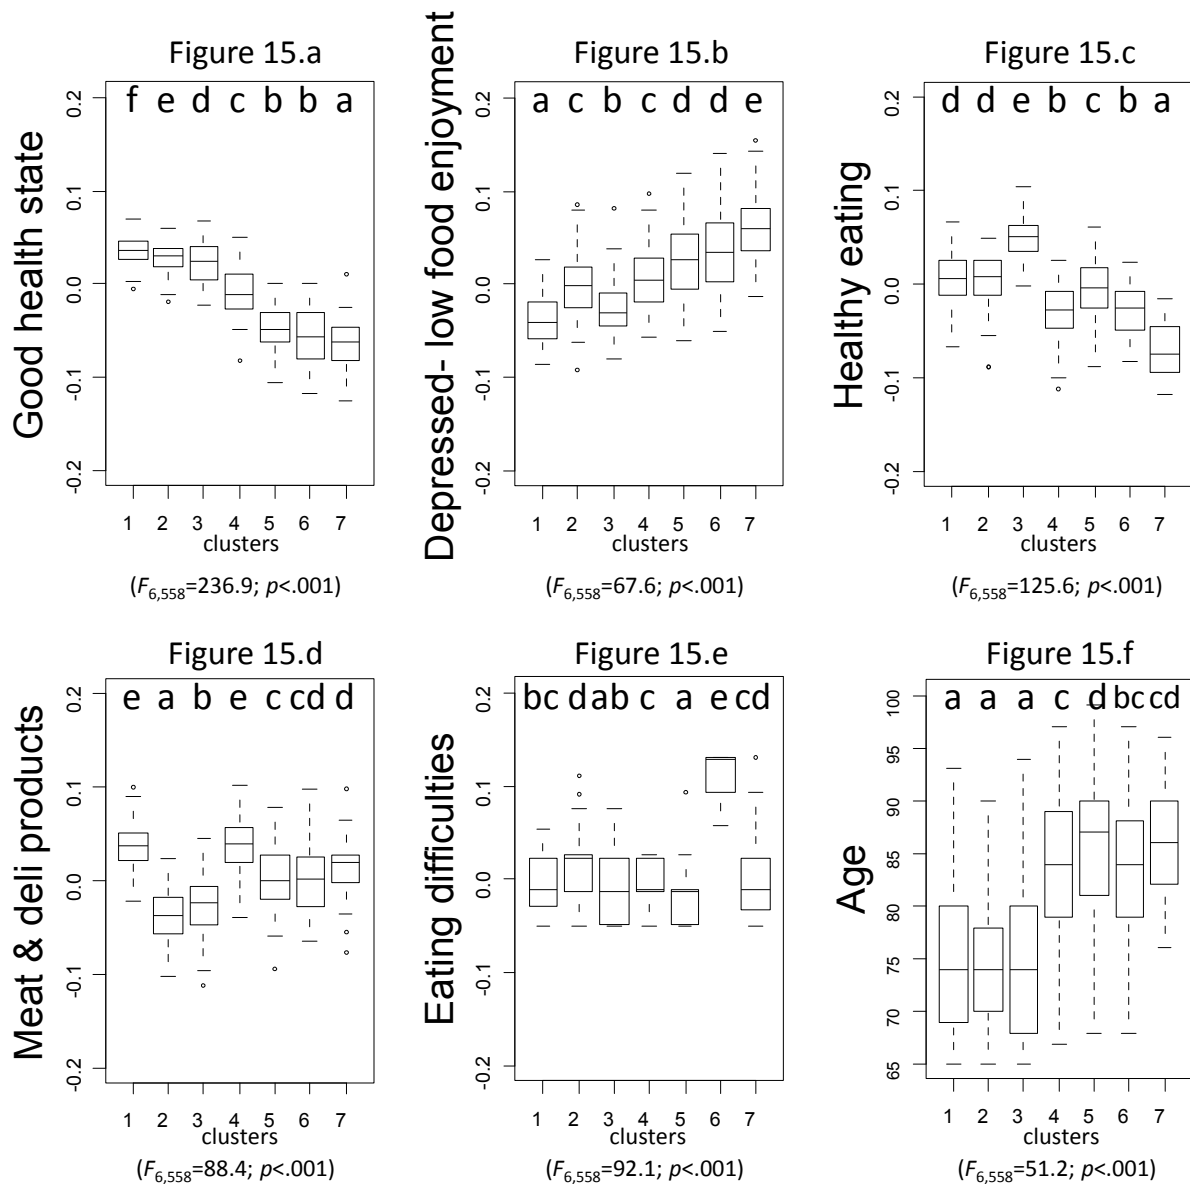 Figure 15.a
Good health state
0.2
0.1
0.0
-0.1
-0.2
f e d c b b a
1 2 3 4 5 6 7
clusters
(F6,558=236.9; p<.001)
Figure 15.b
Depressed- low food enjoyment
0.2
0.1
0.0
-0.1
-0.2
a c b c d d e
1 2 3 4 5 6 7
clusters
(F6,558=67.6; p<.001)
Figure 15.c
Healthy eating
0.2
0.1
0.0
-0.1
-0.2
d d e b c b a
1 2 3 4 5 6 7
clusters
(F6,558=125.6; p<.001)
Figure 15.d
Meat & deli products
0.2
0.1
0.0
-0.1
-0.2
e a b e c cd d
1 2 3 4 5 6 7
clusters
(F6,558=88.4; p<.001)
Figure 15.e
Eating difficulties
0.2
0.1
0.0
-0.1
-0.2
bc d ab c a e cd
1 2 3 4 5 6 7
clusters
(F6,558=92.1; p<.001)
Figure 15.f
Age
100
95
90
85
80
75
70
65
a a a c d bc cd
1 2 3 4 5 6 7
clusters
(F6,558=51.2; p<.001)